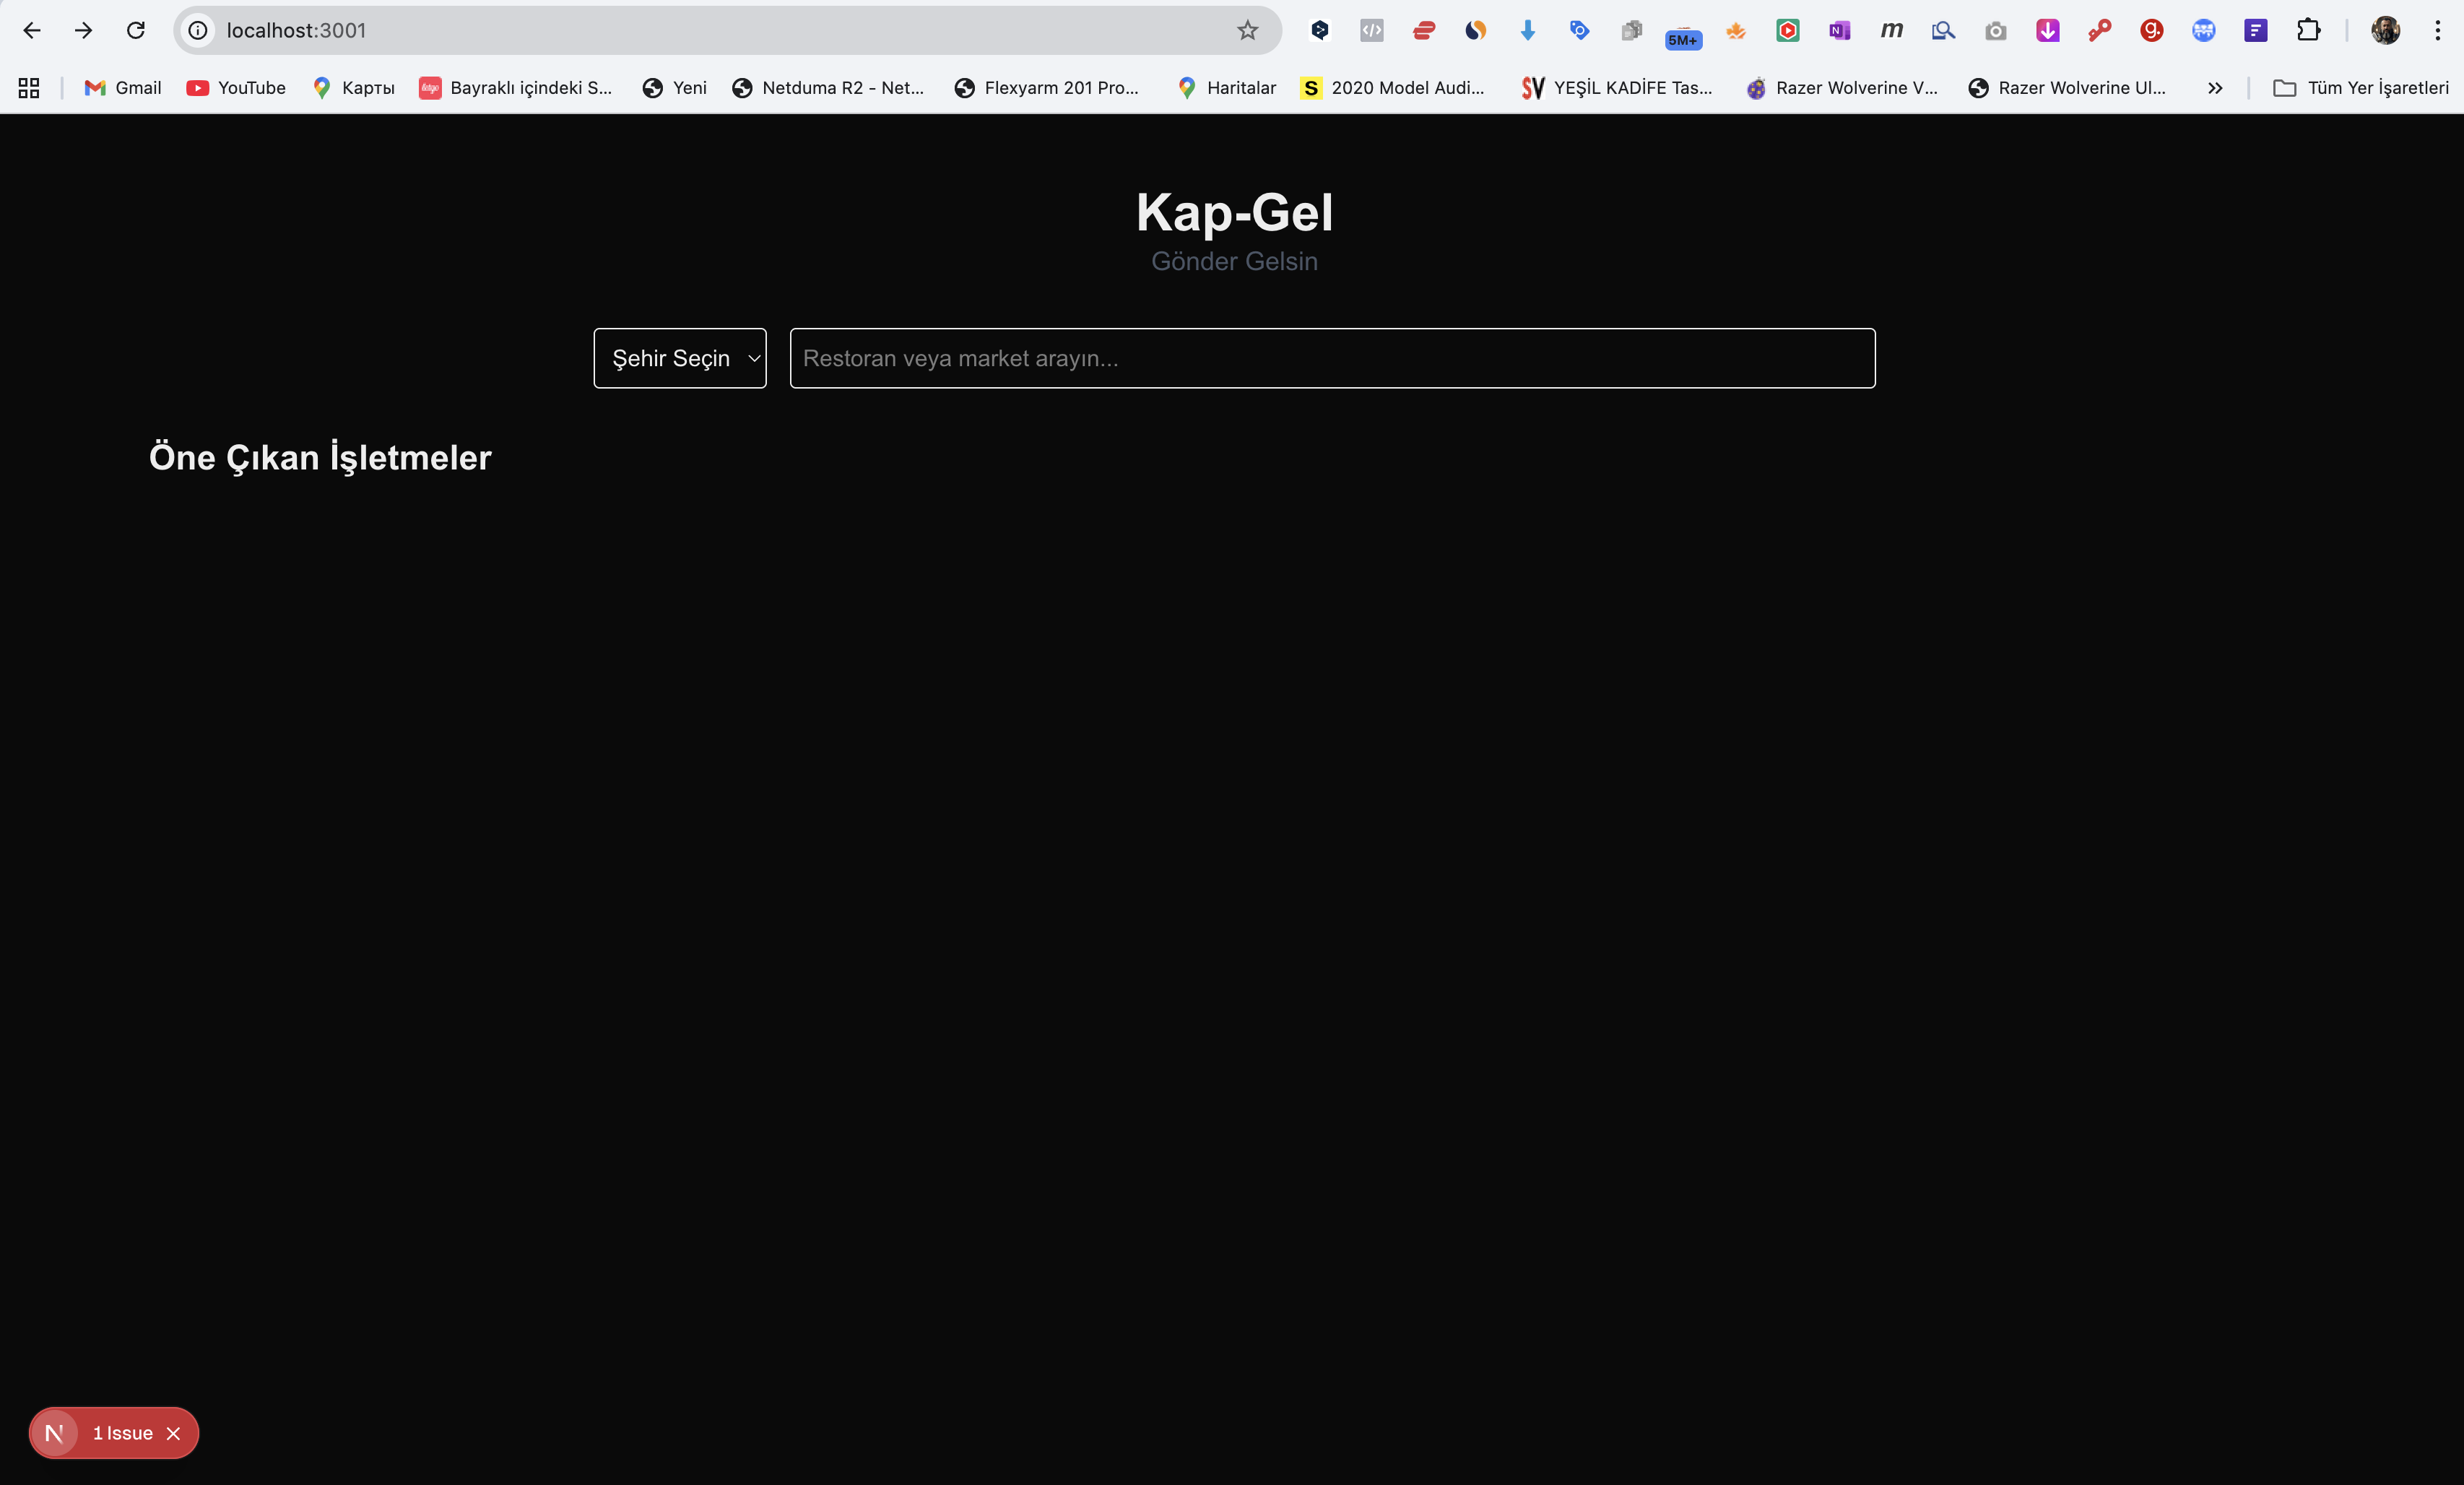 localhost:3001
5M+
Gmail
YouTube
Карты
Bayraklı içindeki S...
Yeni
Netduma R2 - Net...
Flexyarm 201 Pro...
Haritalar
2020 Model Audi...
YEŞİL KADİFE Tas...
Razer Wolverine V...
Razer Wolverine Ul...
Tüm Yer İşaretleri
Kap-Gel
Gönder Gelsin
Şehir Seçin
Restoran veya market arayın...
Öne Çıkan İşletmeler
N 1 Issue